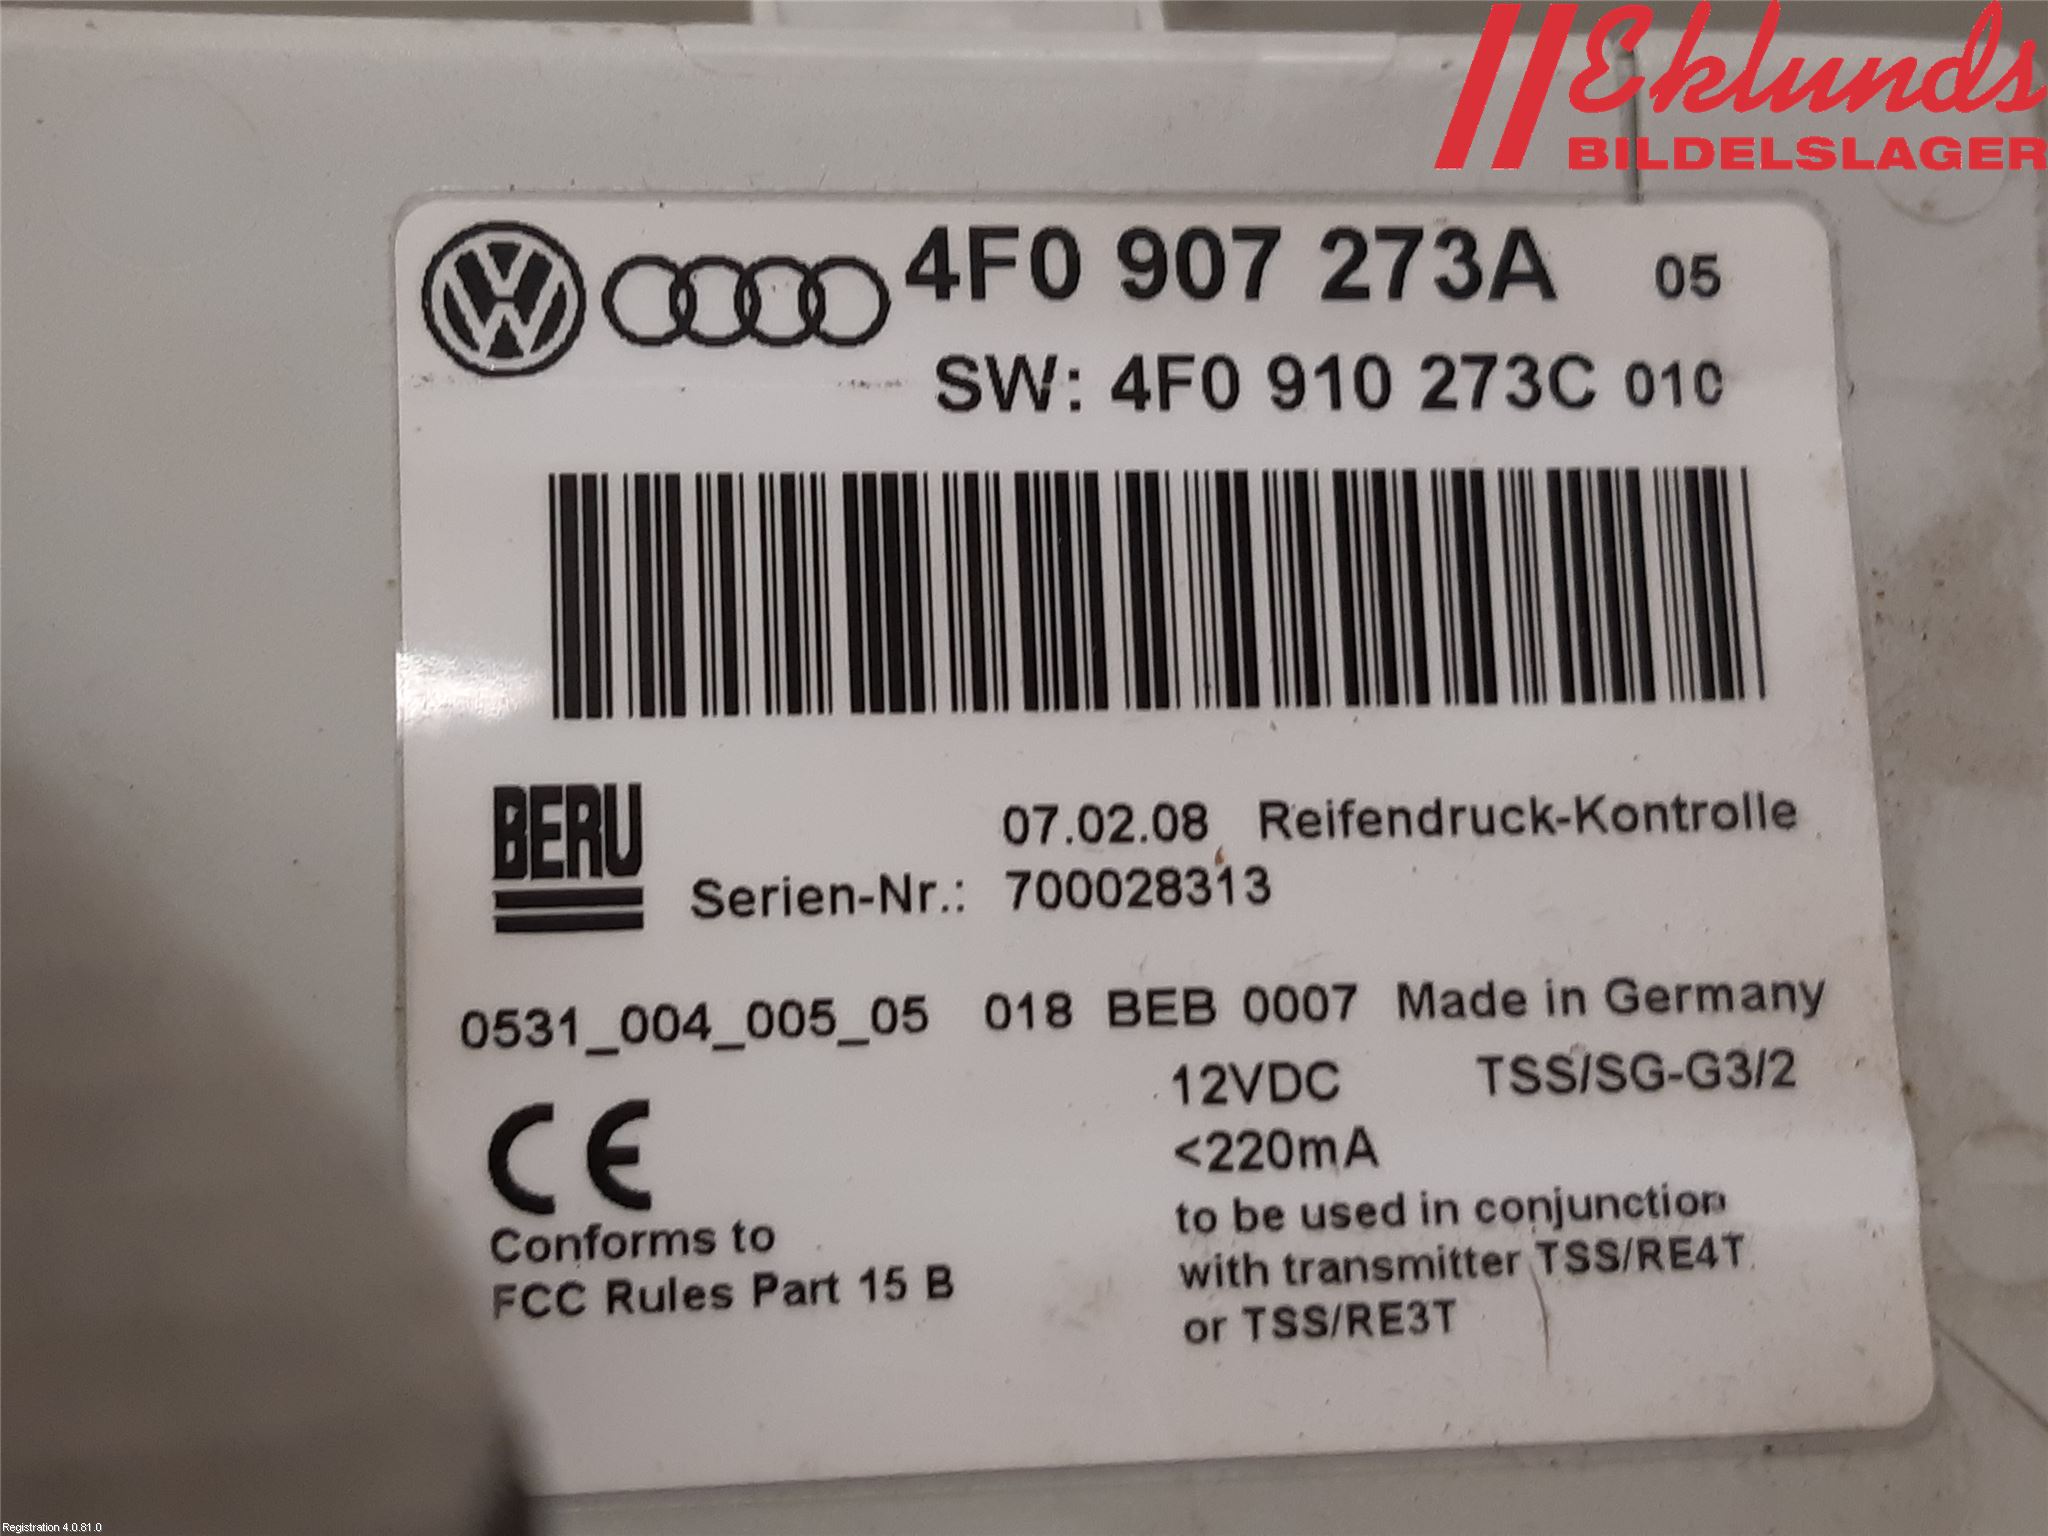 Eklunds
BILDELSLAGER
4F0 907 273A 05
SW: 4F0 910 273C 010
BERU
07.02.08 Reifendruck-Kontrolle
Serien-Nr.: 700028313
0531_004_005_05 018 BEB 0007 Made in Germany
12VDC TSS/SG-G3/2
<220mA
CE
to be used in conjunction
with transmitter TSS/RE4T
or TSS/RE3T
Conforms to
FCC Rules Part 15 B
Registration 4.0.81.0